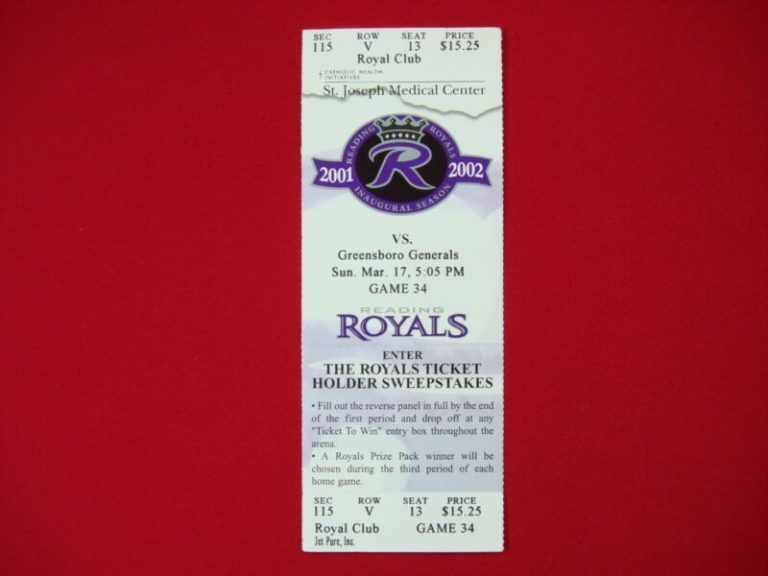 SEC ROW SEAT PRICE
115 V 13 $15.25
Royal Club
CATHOLIC HEALTH
INITIATIVES
St. Joseph Medical Center
READING ROYALS
R
2001 2002
INAUGURAL SEASON
VS.
Greensboro Generals
Sun. Mar. 17, 5:05 PM
GAME 34
READING
ROYALS
ENTER
THE ROYALS TICKET
HOLDER SWEEPSTAKES
• Fill out the reverse panel in full by the end
of the first period and drop off at any
"Ticket To Win" entry box throughout the
arena.
• A Royals Prize Pack winner will be
chosen during the third period of each
home game.
SEC ROW SEAT PRICE
115 V 13 $15.25
Royal Club GAME 34
Jet Pure, Inc.